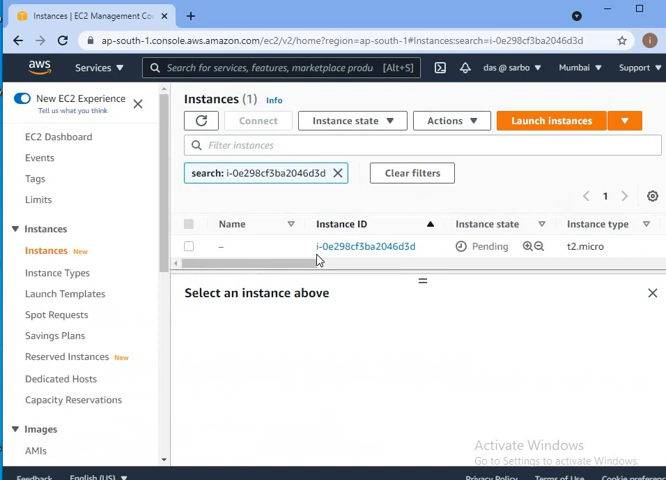 Instances | EC2 Management Co
ap-south-1.console.aws.amazon.com/ec2/v2/home?region=ap-south-1#Instances:search=i-0e298cf3ba2046d3d
i
aws
Services
Search for services, features, marketplace produ [Alt+S]
das @ sarbo
Mumbai
Support
New EC2 Experience
Tell us what you think
EC2 Dashboard
Events
Tags
Limits
Instances
Instances New
Instance Types
Launch Templates
Spot Requests
Savings Plans
Reserved Instances New
Dedicated Hosts
Capacity Reservations
Images
AMIs
Instances (1) Info
Connect
Instance state
Actions
Launch instances
Filter instances
search: i-0e298cf3ba2046d3d
Clear filters
1
Name Instance ID Instance state Instance type
– i-0e298cf3ba2046d3d Pending t2.micro
Select an instance above
Activate Windows
Go to Settings to activate Windows.
Feedback English (US) Privacy Policy Terms of Use Cookie preferenc